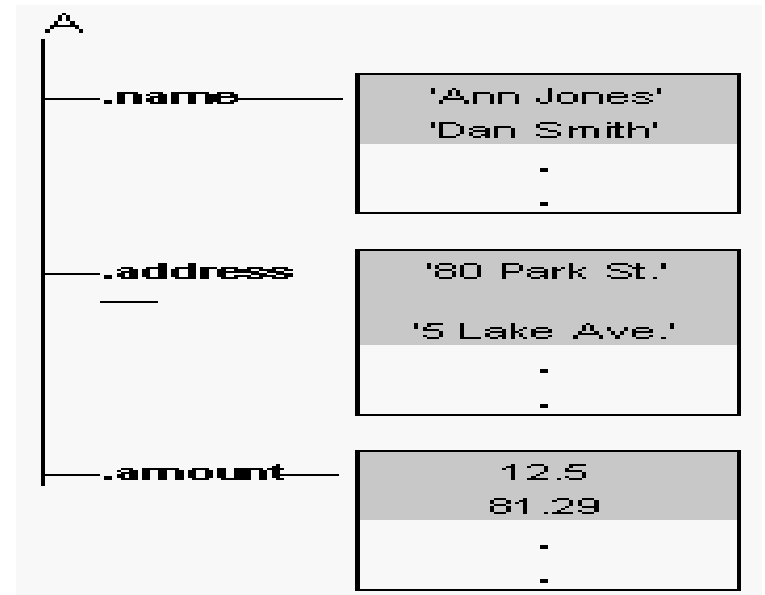 A
.name
'Ann Jones'
'Dan Smith'
.
.
.address
'80 Park St.'
'5 Lake Ave.'
.
.
.amount
12.5
81.29
.
.